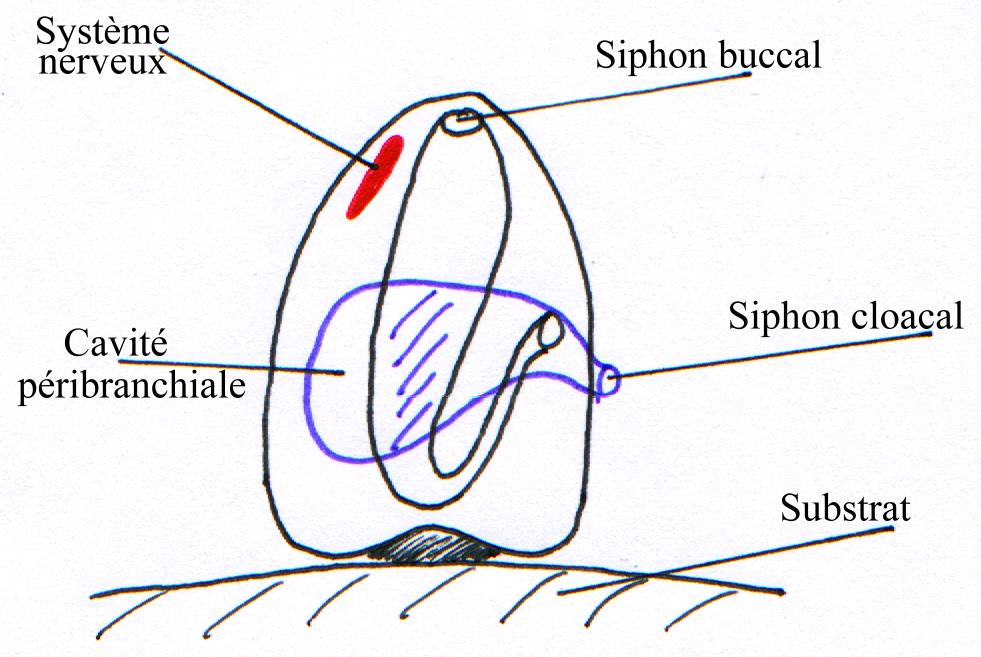 Système
nerveux
Siphon buccal
Siphon cloacal
Cavité
péribranchiale
Substrat